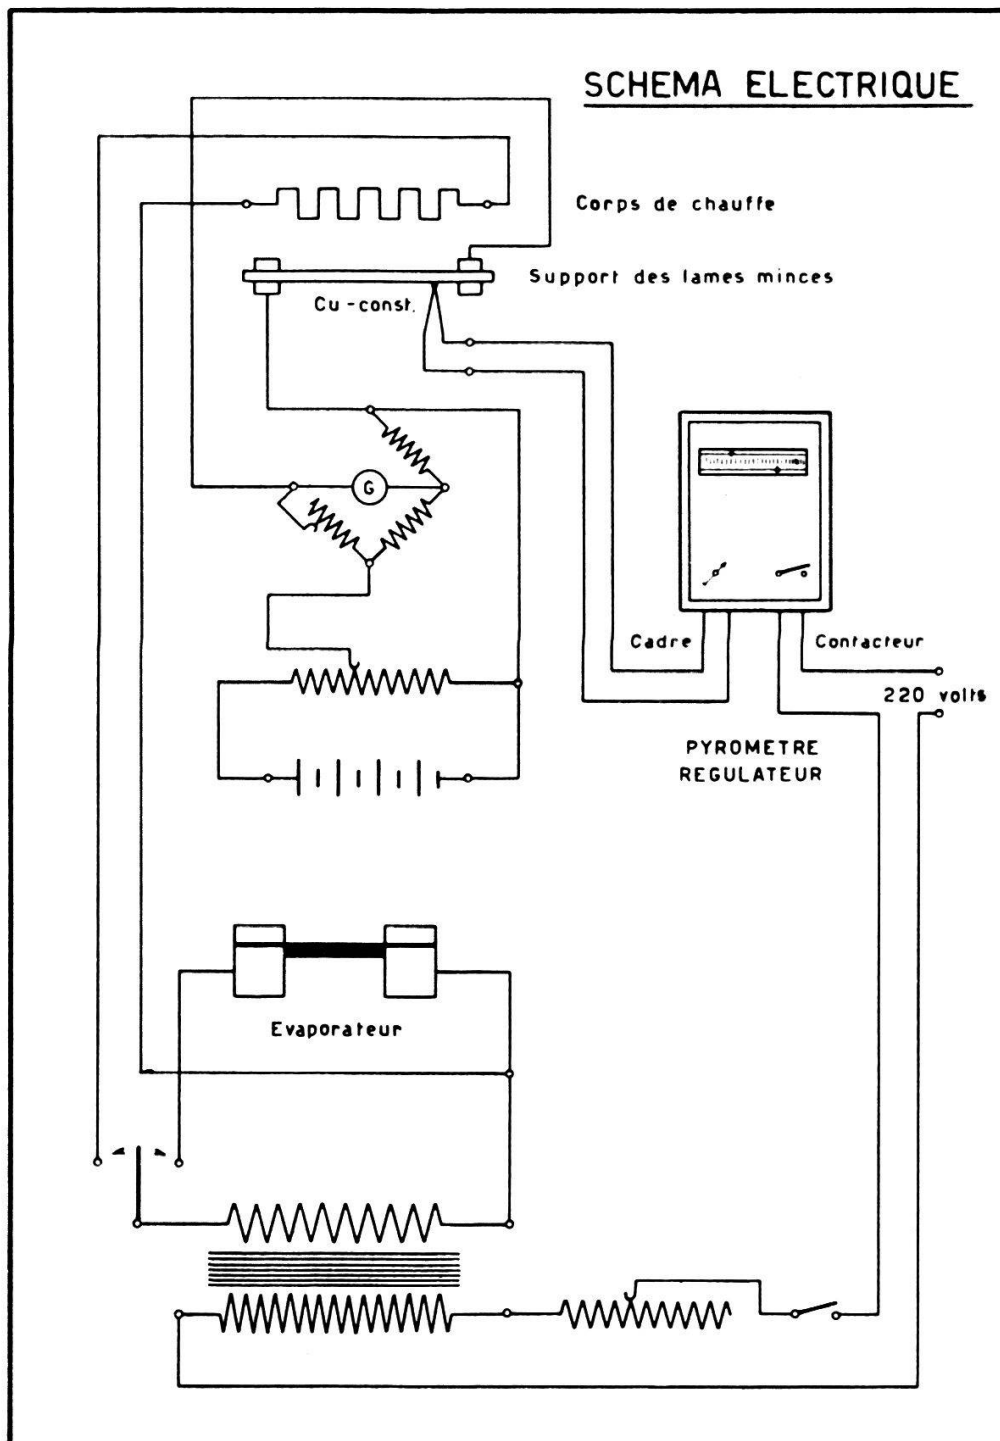 SCHEMA ELECTRIQUE
Corps de chauffe
Support des lames minces
Cu-const.
G
Cadre
Contacteur
220 volts
PYROMETRE
REGULATEUR
Evaporateur